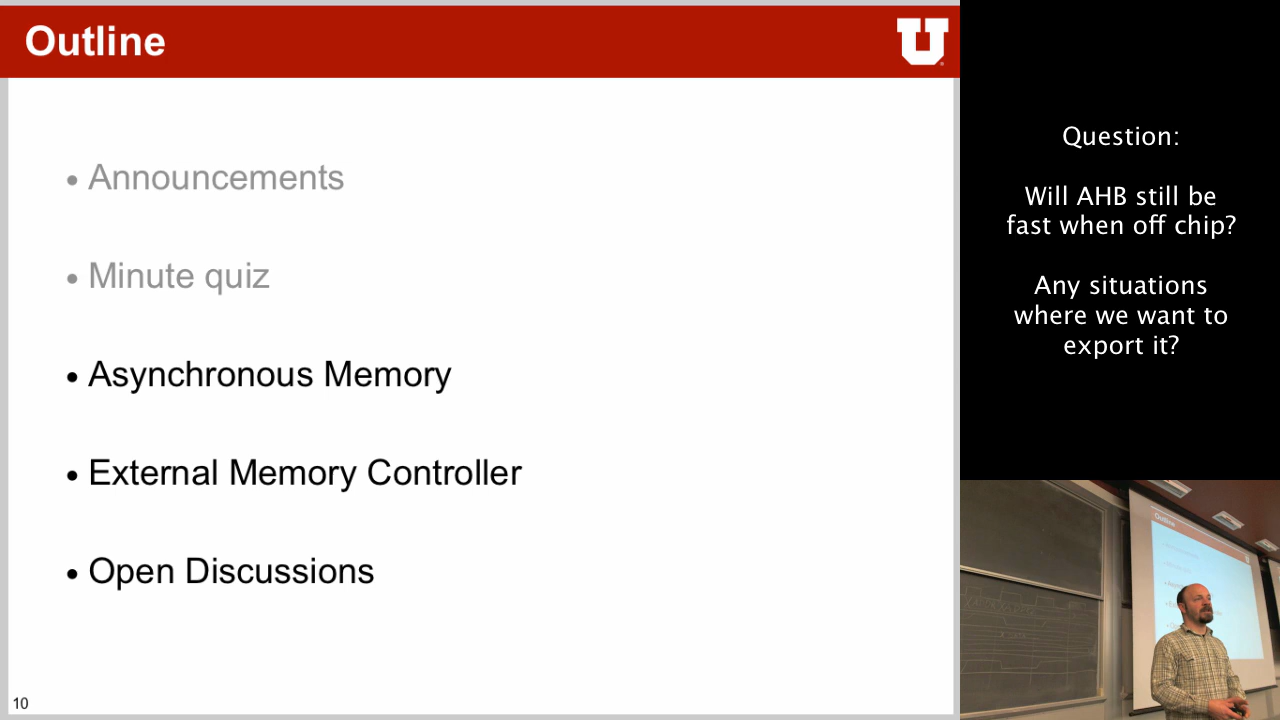 Outline
U
• Announcements
• Minute quiz
• Asynchronous Memory
• External Memory Controller
• Open Discussions
10
Question:
Will AHB still be
fast when off chip?
Any situations
where we want to
export it?
Outline